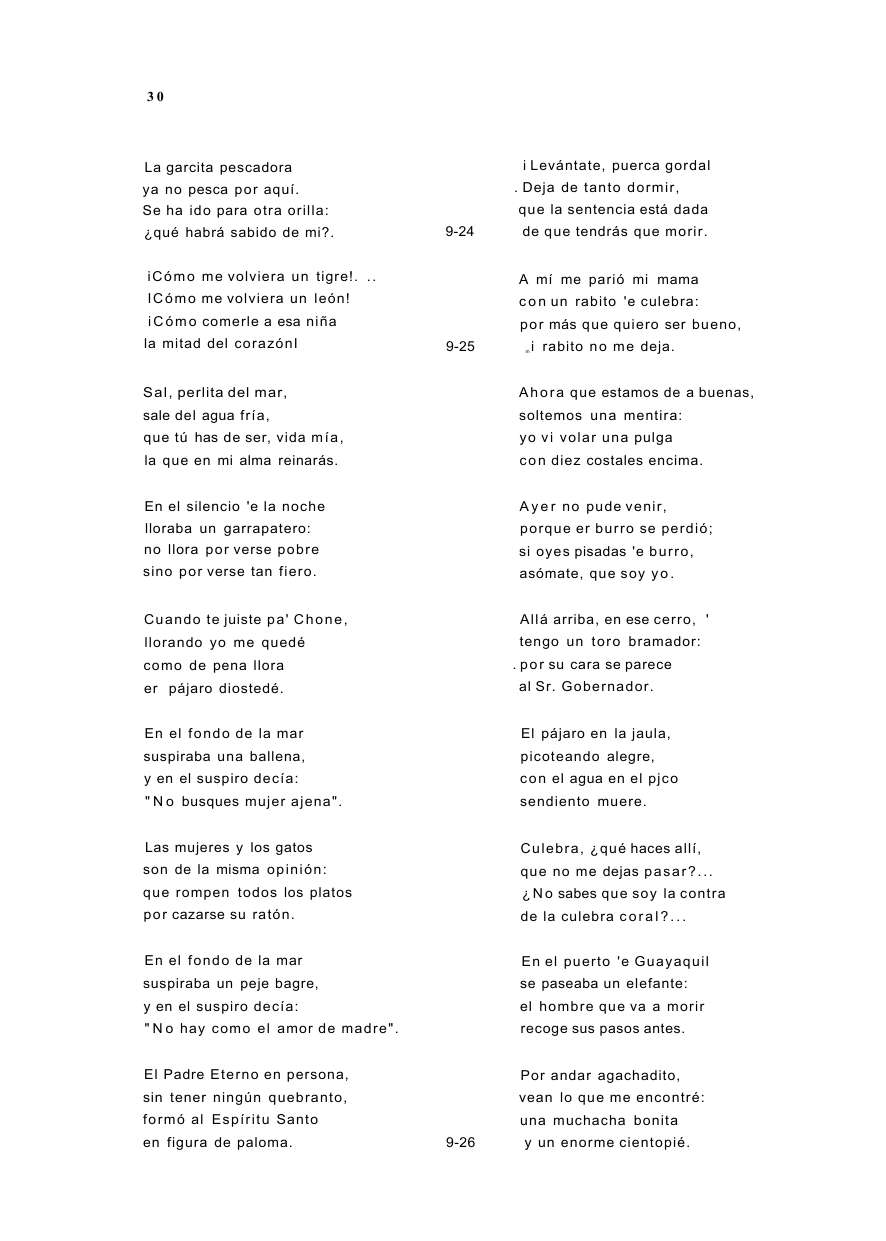 30
La garcita pescadora
ya no pesca por aquí.
Se ha ido para otra orilla:
¿qué habrá sabido de mi?.
¡Cómo me volviera un tigre!. ..
lCómo me volviera un león!
¡Cómo comerle a esa niña
la mitad del corazónl
Sal, perlita del mar,
sale del agua fría,
que tú has de ser, vida mía,
la que en mi alma reinarás.
En el silencio 'e la noche
lloraba un garrapatero:
no llora por verse pobre
sino por verse tan fiero.
Cuando te juiste pa' Chone,
llorando yo me quedé
como de pena llora
er pájaro diostedé.
En el fondo de la mar
suspiraba una ballena,
y en el suspiro decía:
"No busques mujer ajena".
Las mujeres y los gatos
son de la misma opinión:
que rompen todos los platos
por cazarse su ratón.
En el fondo de la mar
suspiraba un peje bagre,
y en el suspiro decía:
"No hay como el amor de madre".
El Padre Eterno en persona,
sin tener ningún quebranto,
formó al Espíritu Santo
en figura de paloma.
¡Levántate, puerca gordal
. Deja de tanto dormir,
que la sentencia está dada
9-24 de que tendrás que morir.
A mí me parió mi mama
con un rabito 'e culebra:
por más que quiero ser bueno,
9-25 i rabito no me deja.
Ahora que estamos de a buenas,
soltemos una mentira:
yo vi volar una pulga
con diez costales encima.
Ayer no pude venir,
porque er burro se perdió;
si oyes pisadas 'e burro,
asómate, que soy yo.
Allá arriba, en ese cerro, '
tengo un toro bramador:
. por su cara se parece
al Sr. Gobernador.
El pájaro en la jaula,
picoteando alegre,
con el agua en el pjco
sendiento muere.
Culebra, ¿qué haces allí,
que no me dejas pasar?...
¿No sabes que soy la contra
de la culebra coral?...
En el puerto 'e Guayaquil
se paseaba un elefante:
el hombre que va a morir
recoge sus pasos antes.
Por andar agachadito,
vean lo que me encontré:
una muchacha bonita
9-26 y un enorme cientopié.